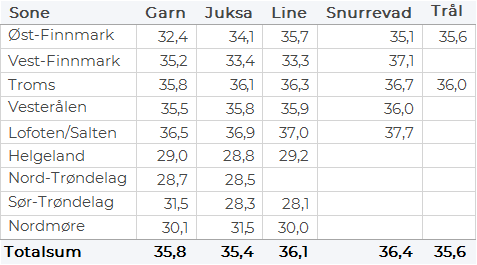 Sone Garn Juksa Line Snurrevad Trål
Øst-Finnmark 32,4 34,1 35,7 35,1 35,6
Vest-Finnmark 35,2 33,4 33,3 37,1
Troms 35,8 36,1 36,3 36,7 36,0
Vesterålen 35,5 35,8 35,9 36,0
Lofoten/Salten 36,5 36,9 37,0 37,7
Helgeland 29,0 28,8 29,2
Nord-Trøndelag 28,7 28,5
Sør-Trøndelag 31,5 28,3 28,1
Nordmøre 30,1 31,5 30,0
Totalsum 35,8 35,4 36,1 36,4 35,6